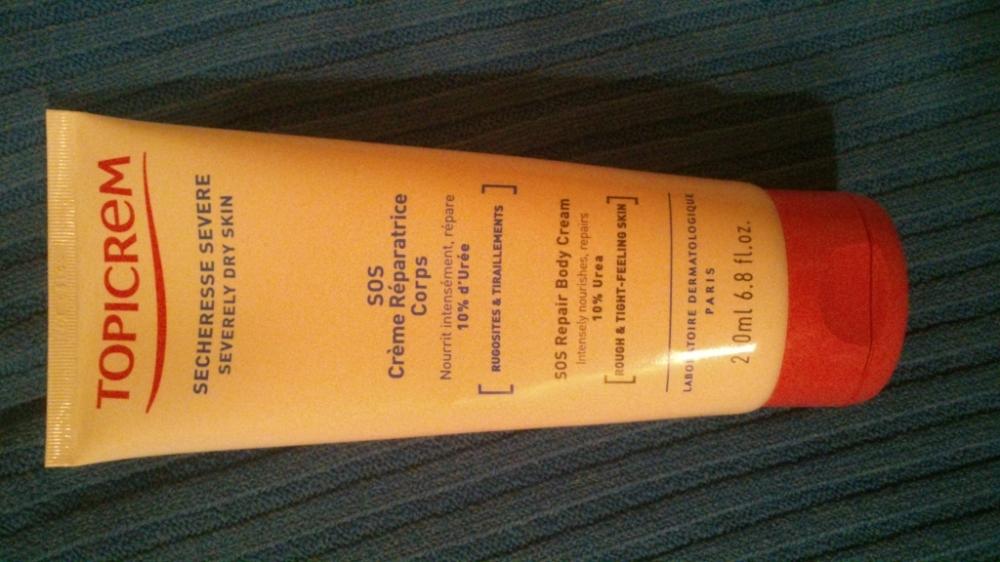 TOPICREM
SECHERESSE SEVERE
SEVERELY DRY SKIN
SOS
Crème Réparatrice
Corps
Nourrit intensément, répare
10% d'Urée
[ RUGOSITES & TIRAILLEMENTS ]
SOS Repair Body Cream
Intensely nourishes, repairs
10% Urea
[ROUGH & TIGHT-FEELING SKIN]
LABORATOIRE DERMATOLOGIQUE
PARIS
6.8 fl.oz.